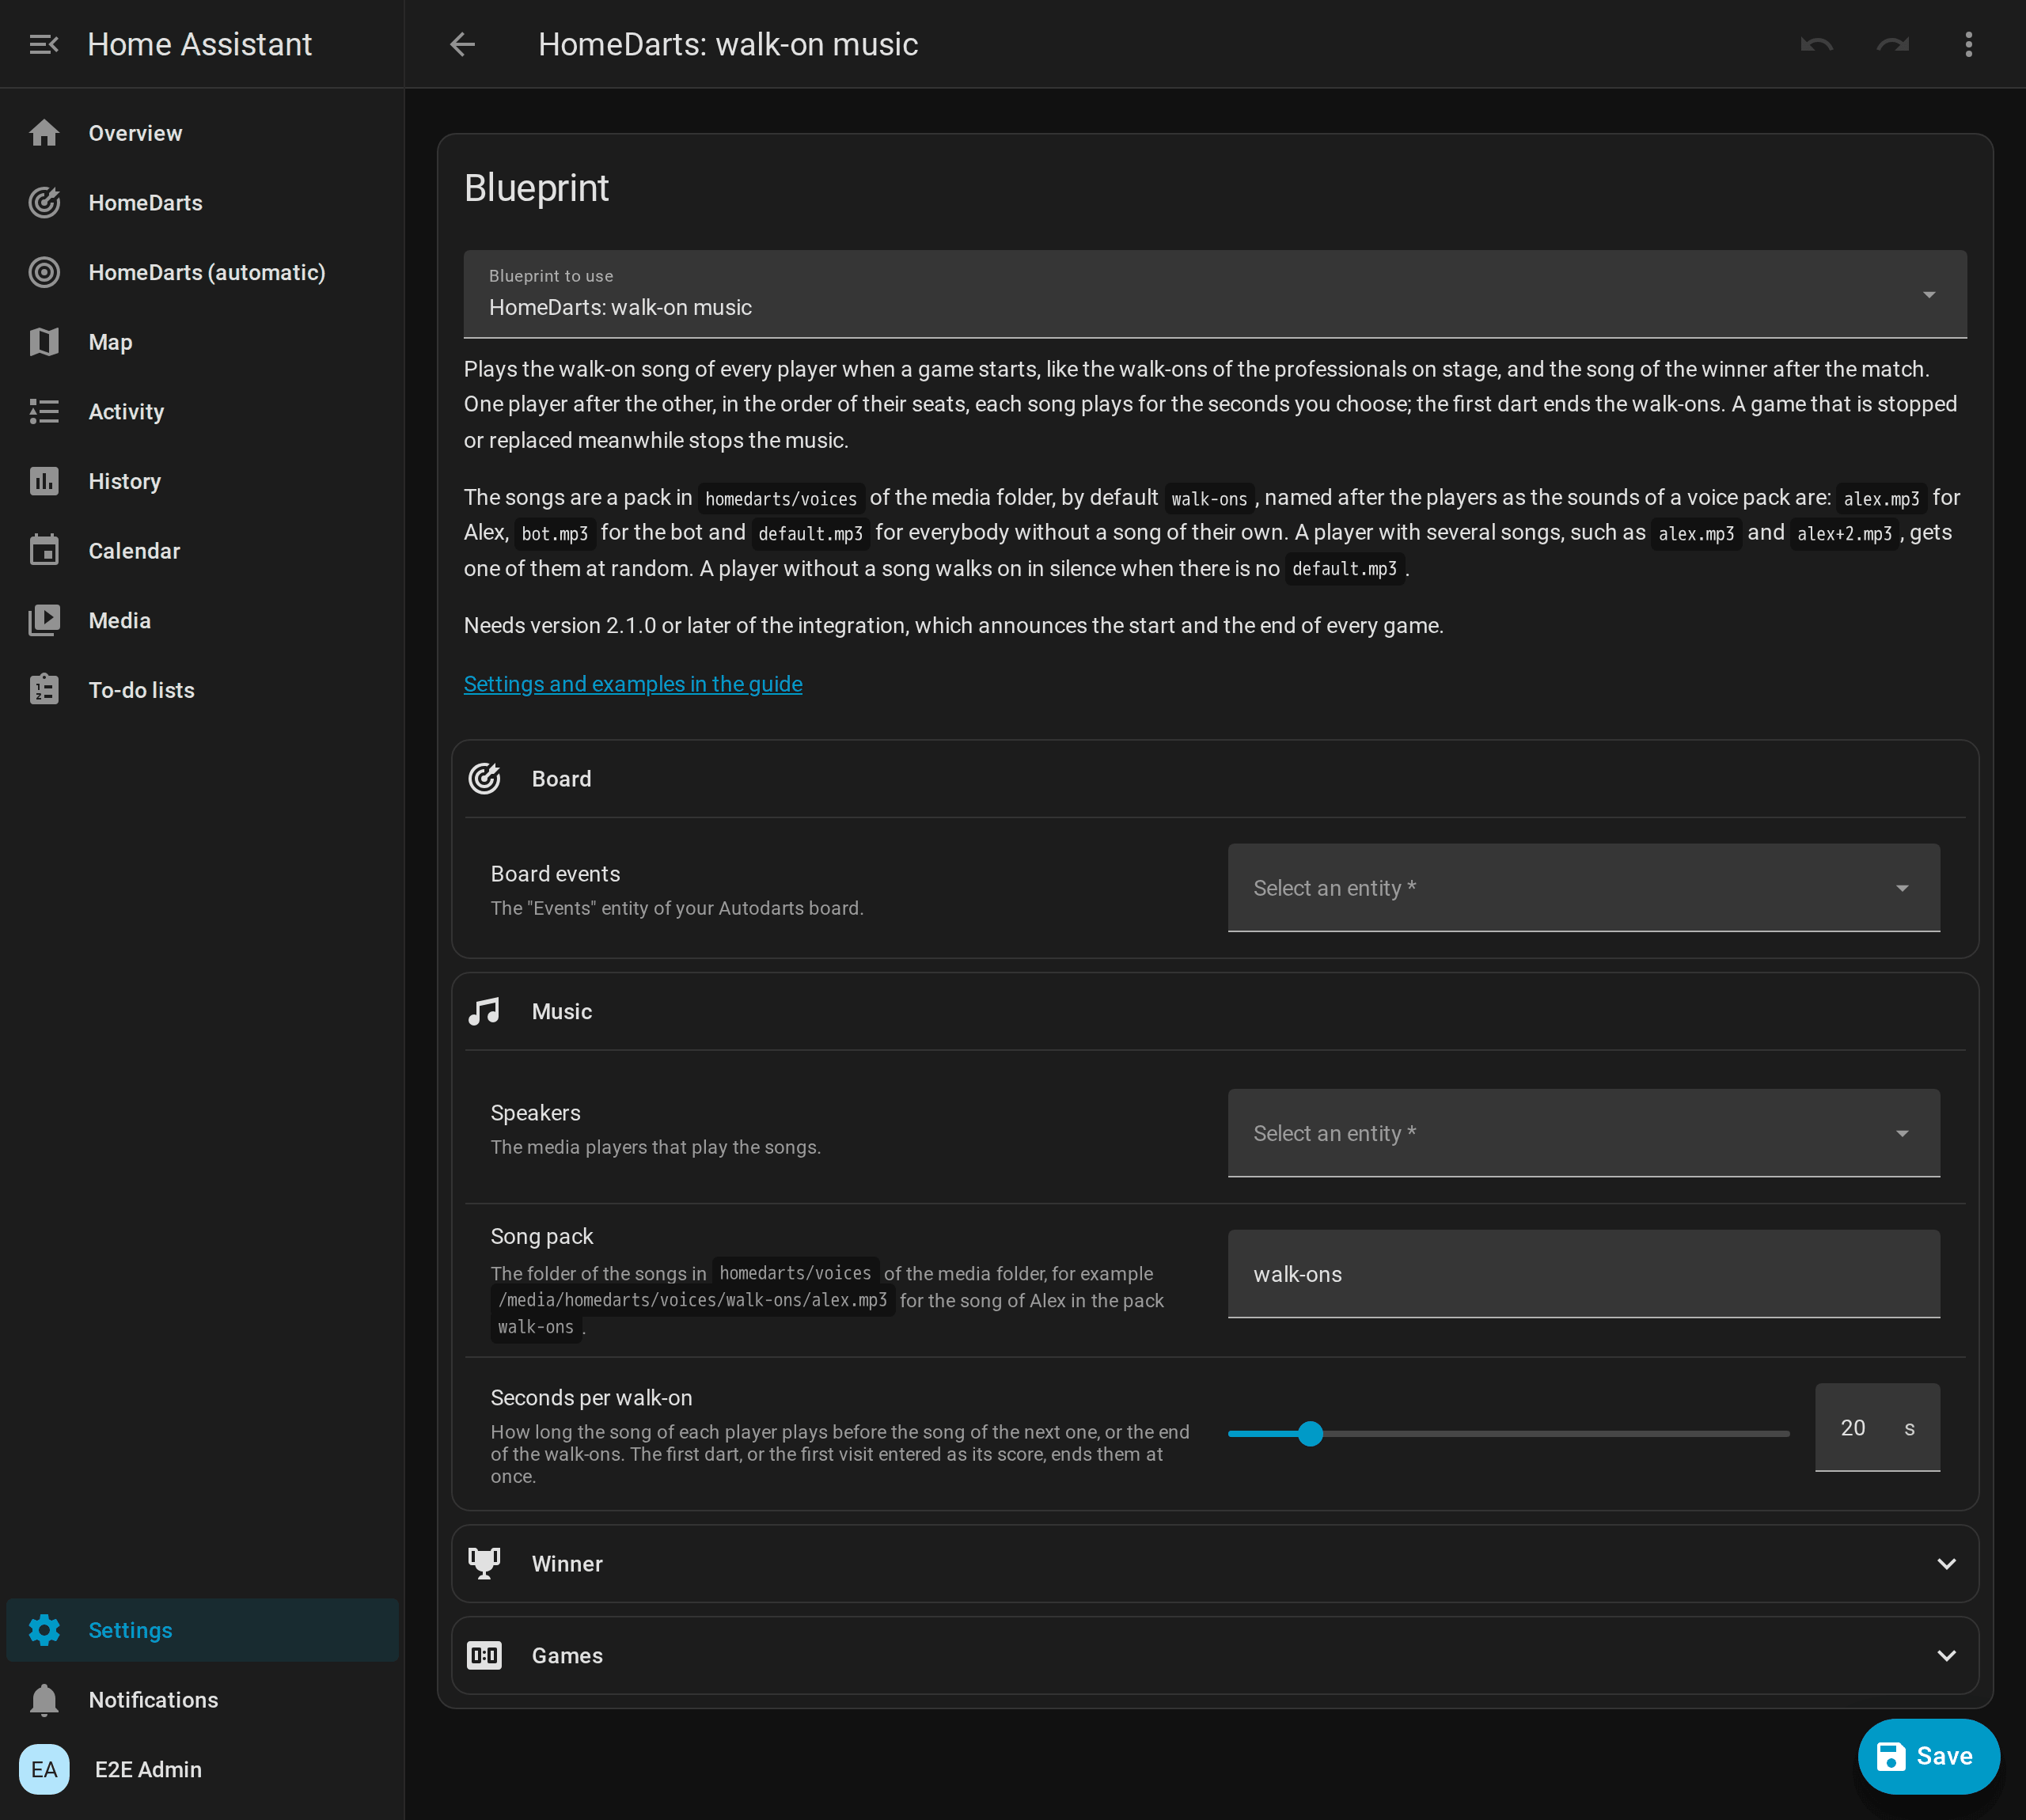 Home Assistant
HomeDarts: walk-on music
Overview
HomeDarts
HomeDarts (automatic)
Map
Activity
History
Calendar
Media
To-do lists
Settings
Notifications
EA
E2E Admin
Blueprint
Blueprint to use
HomeDarts: walk-on music
Plays the walk-on song of every player when a game starts, like the walk-ons of the professionals on stage, and the song of the winner after the match.
One player after the other, in the order of their seats, each song plays for the seconds you choose; the first dart ends the walk-ons. A game that is stopped
or replaced meanwhile stops the music.
The songs are a pack in homedarts/voices of the media folder, by default walk-ons, named after the players as the sounds of a voice pack are: alex.mp3 for
Alex, bot.mp3 for the bot and default.mp3 for everybody without a song of their own. A player with several songs, such as alex.mp3 and alex+2.mp3, gets
one of them at random. A player without a song walks on in silence when there is no default.mp3.
Needs version 2.1.0 or later of the integration, which announces the start and the end of every game.
Settings and examples in the guide
Board
Board events
The "Events" entity of your Autodarts board.
Select an entity *
Music
Speakers
The media players that play the songs.
Select an entity *
Song pack
The folder of the songs in homedarts/voices of the media folder, for example
/media/homedarts/voices/walk-ons/alex.mp3 for the song of Alex in the pack
walk-ons.
walk-ons
Seconds per walk-on
How long the song of each player plays before the song of the next one, or the end
of the walk-ons. The first dart, or the first visit entered as its score, ends them at
once.
20 s
Winner
Games
Save